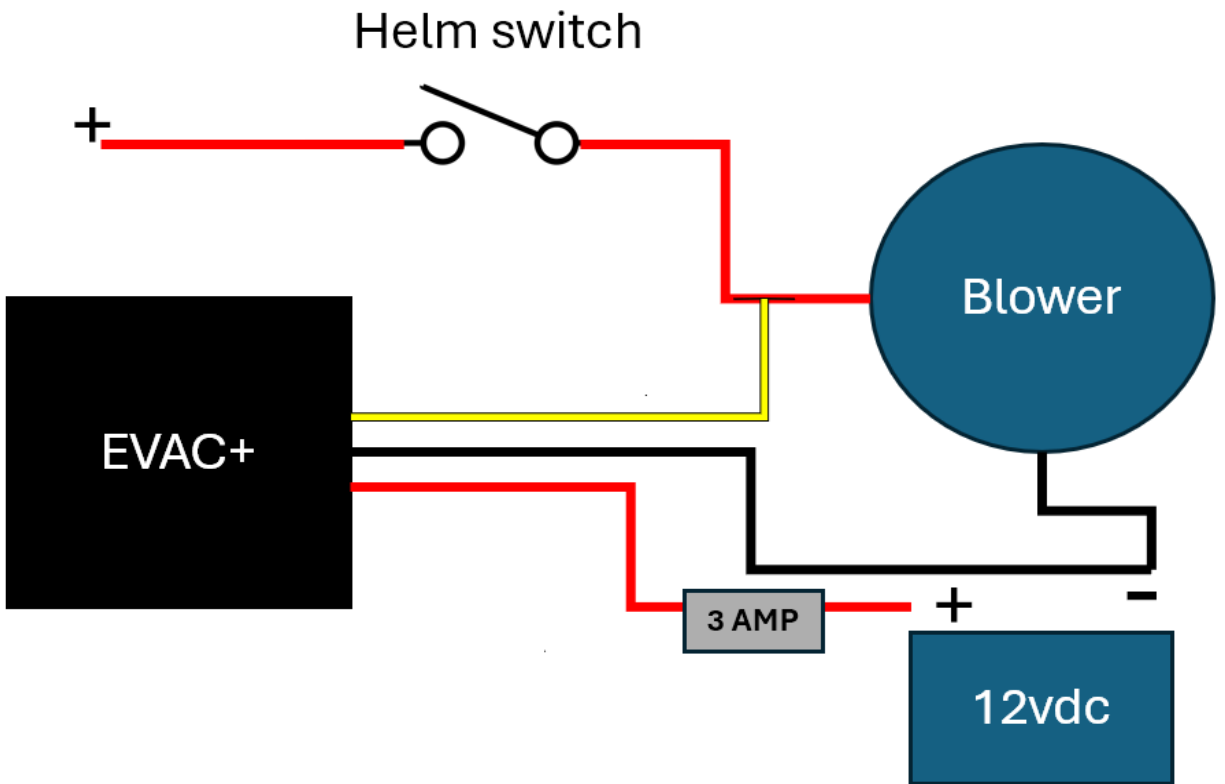 Helm switch
+
Blower
EVAC+
3 AMP
+
-
12vdc